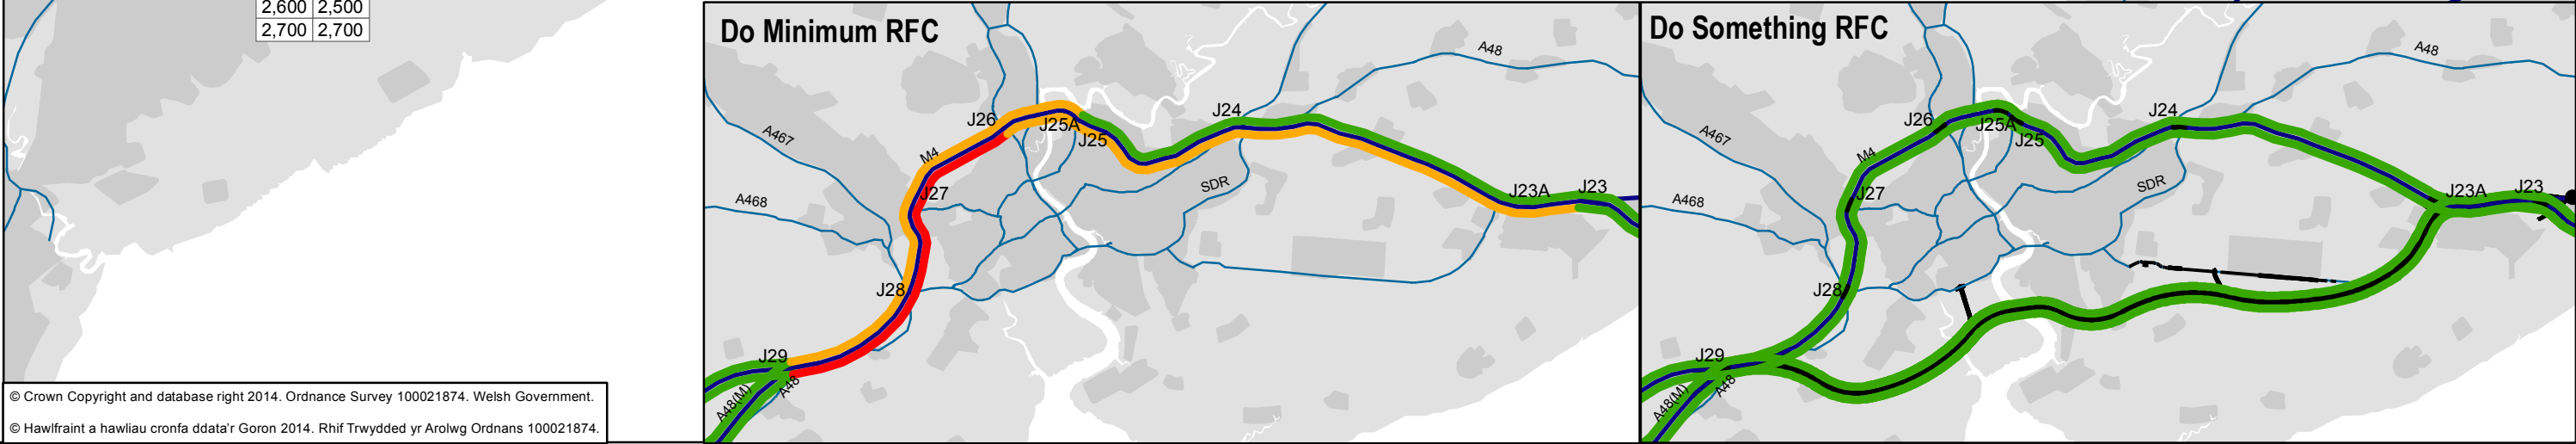 2,600 2,500
2,700 2,700
© Crown Copyright and database right 2014. Ordnance Survey 100021874. Welsh Government.
© Hawlfraint a hawliau cronfa ddata'r Goron 2014. Rhif Trwydded yr Arolwg Ordnans 100021874.
Do Minimum RFC
A48
J24
J26
J25A
J25
A467
M4
J27
SDR
J23A
J23
A468
J28
J29
A48(M)
A48
Do Something RFC
A48
J24
J26
J25A
J25
A467
M4
J27
SDR
J23A
J23
A468
J28
J29
A48(M)
A48